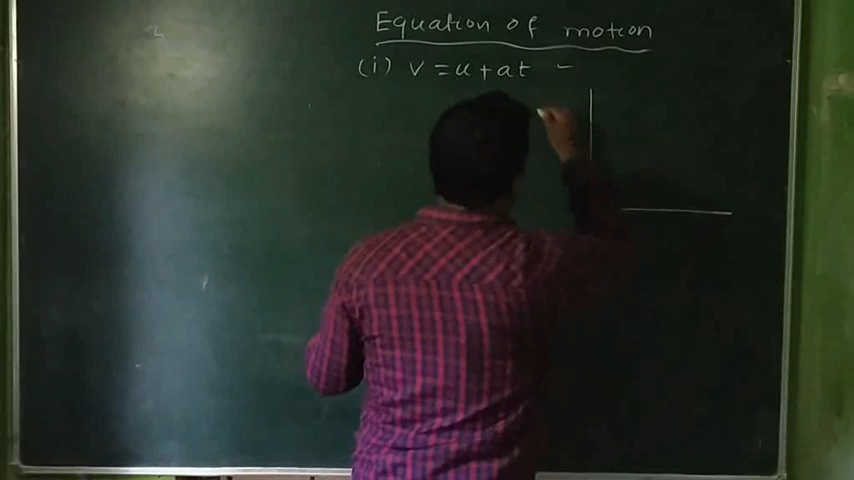 Equation of motion
(i) v = u + at -